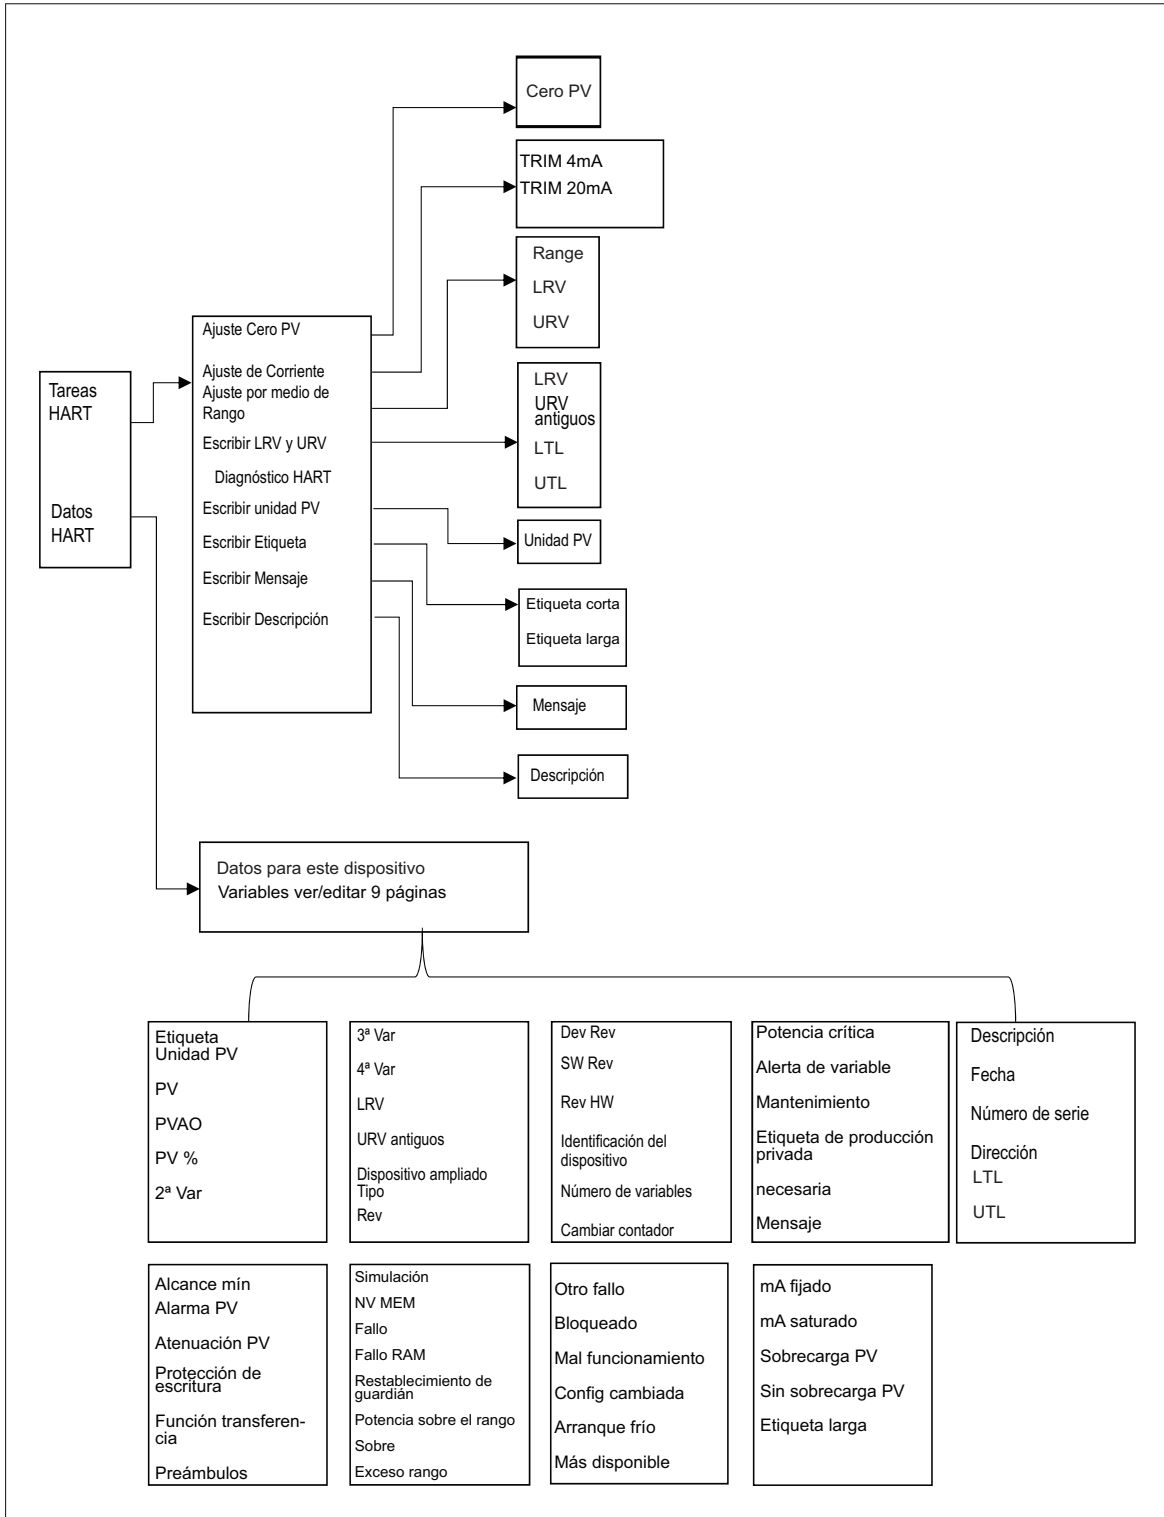 Cero PV
TRIM 4mA
TRIM 20mA
Range
LRV
URV
Tareas
HART
Datos
HART
Ajuste Cero PV
Ajuste de Corriente
Ajuste por medio de
Rango
Escribir LRV y URV
Diagnóstico HART
Escribir unidad PV
Escribir Etiqueta
Escribir Mensaje
Escribir Descripción
LRV
URV
antiguos
LTL
UTL
Unidad PV
Etiqueta corta
Etiqueta larga
Mensaje
Descripción
Datos para este dispositivo
Variables ver/editar 9 páginas
Etiqueta
Unidad PV
PV
PVAO
PV %
2ª Var
3ª Var
4ª Var
LRV
URV antiguos
Dispositivo ampliado
Tipo
Rev
Dev Rev
SW Rev
Rev HW
Identificación del
dispositivo
Número de variables
Cambiar contador
Potencia crítica
Alerta de variable
Mantenimiento
Etiqueta de producción
privada
necesaria
Mensaje
Descripción
Fecha
Número de serie
Dirección
LTL
UTL
Alcance mín
Alarma PV
Atenuación PV
Protección de
escritura
Función transferen-
cia
Preámbulos
Simulación
NV MEM
Fallo
Fallo RAM
Restablecimiento de
guardián
Potencia sobre el rango
Sobre
Exceso rango
Otro fallo
Bloqueado
Mal funcionamiento
Config cambiada
Arranque frío
Más disponible
mA fijado
mA saturado
Sobrecarga PV
Sin sobrecarga PV
Etiqueta larga